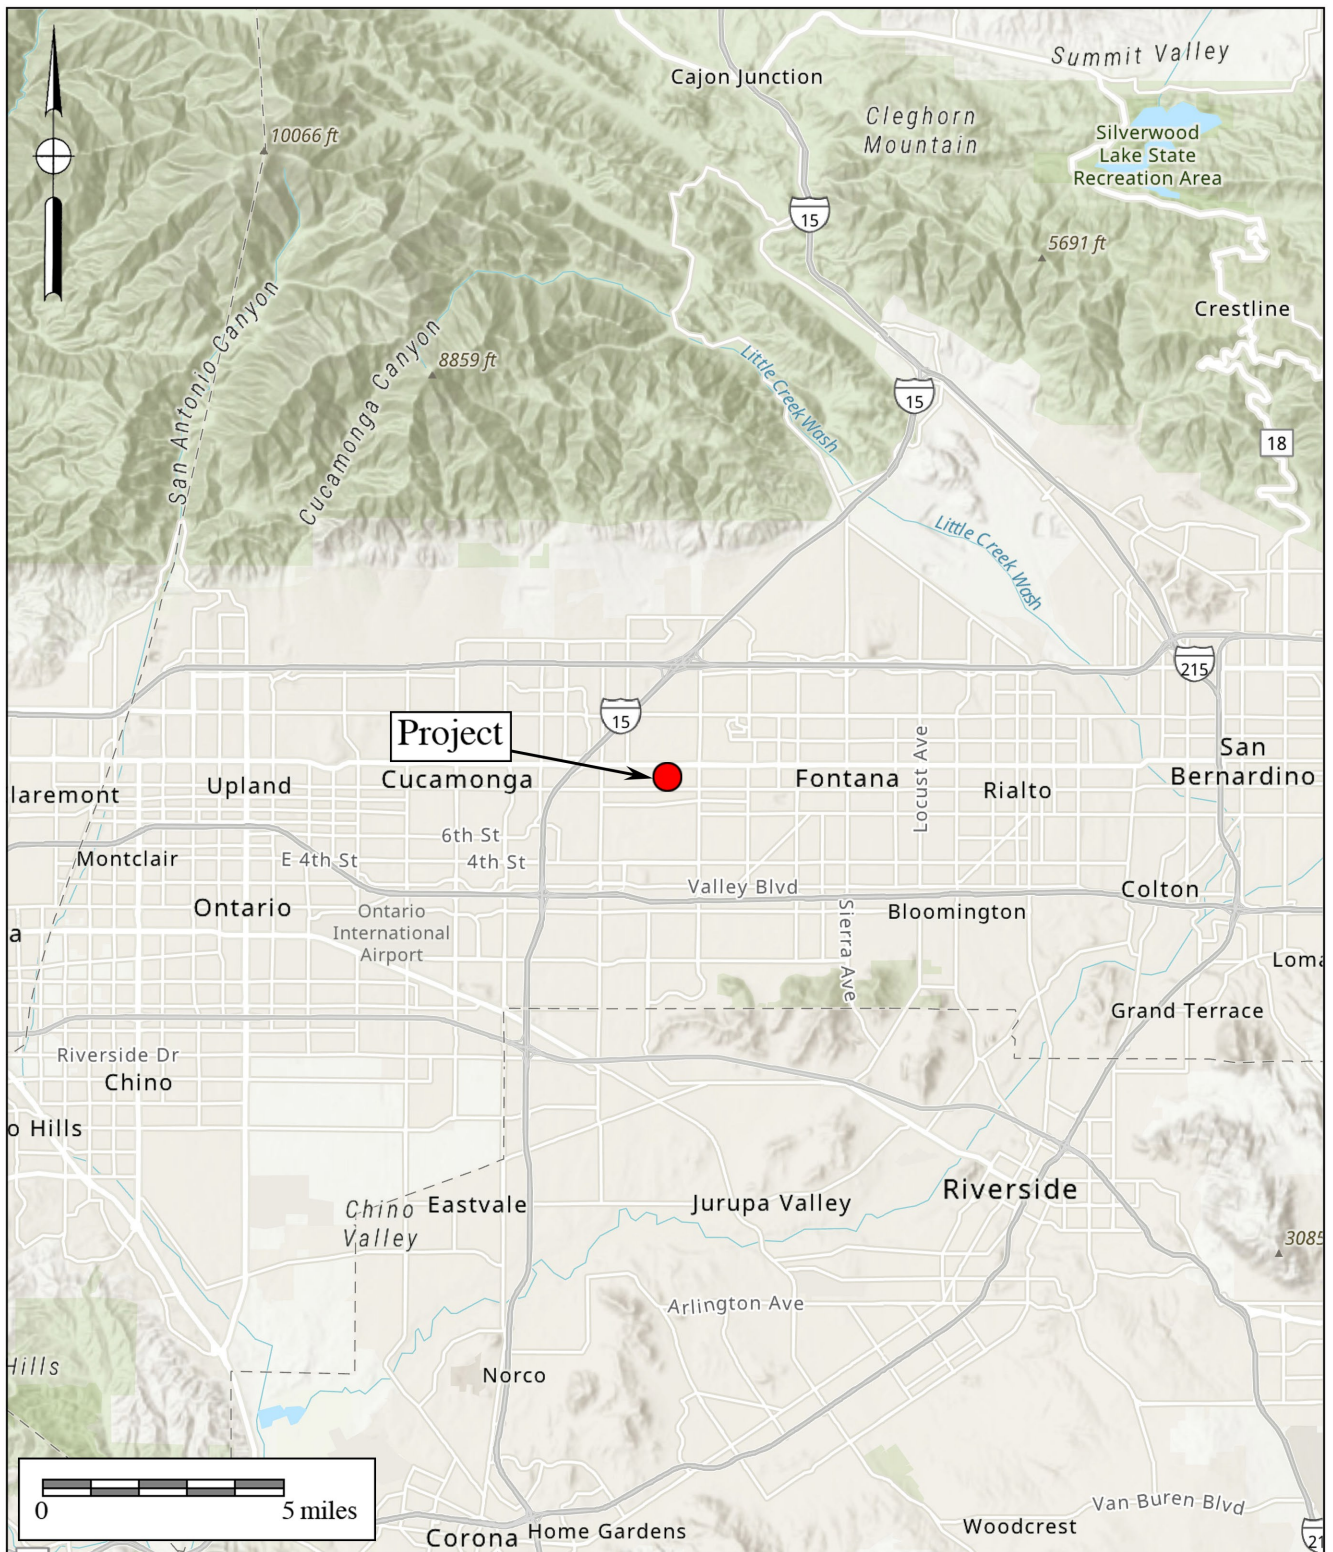 Summit Valley
Cajon Junction
Cleghorn
Mountain
Silverwood
Lake State
Recreation Area
10066 ft
15
5691 ft
San Antonio Canyon
Crestline
Cucamonga Canyon
8859 ft
Little Creek Wash
15
18
Little Creek Wash
215
15
Project
Locust Ave
San
Bernardino
Cucamonga
Fontana
Upland
Rialto
laremont
6th St
4th St
E 4th St
Montclair
Valley Blvd
Colton
Ontario
Bloomington
Sierra Ave
Ontario
International
Airport
a
Loma
Grand Terrace
Riverside Dr
Chino
o Hills
Riverside
Eastvale
Jurupa Valley
Chino
Valley
3085
Arlington Ave
Hills
Norco
0
5 miles
Van Buren Blvd
Woodcrest
Corona
Home Gardens
21